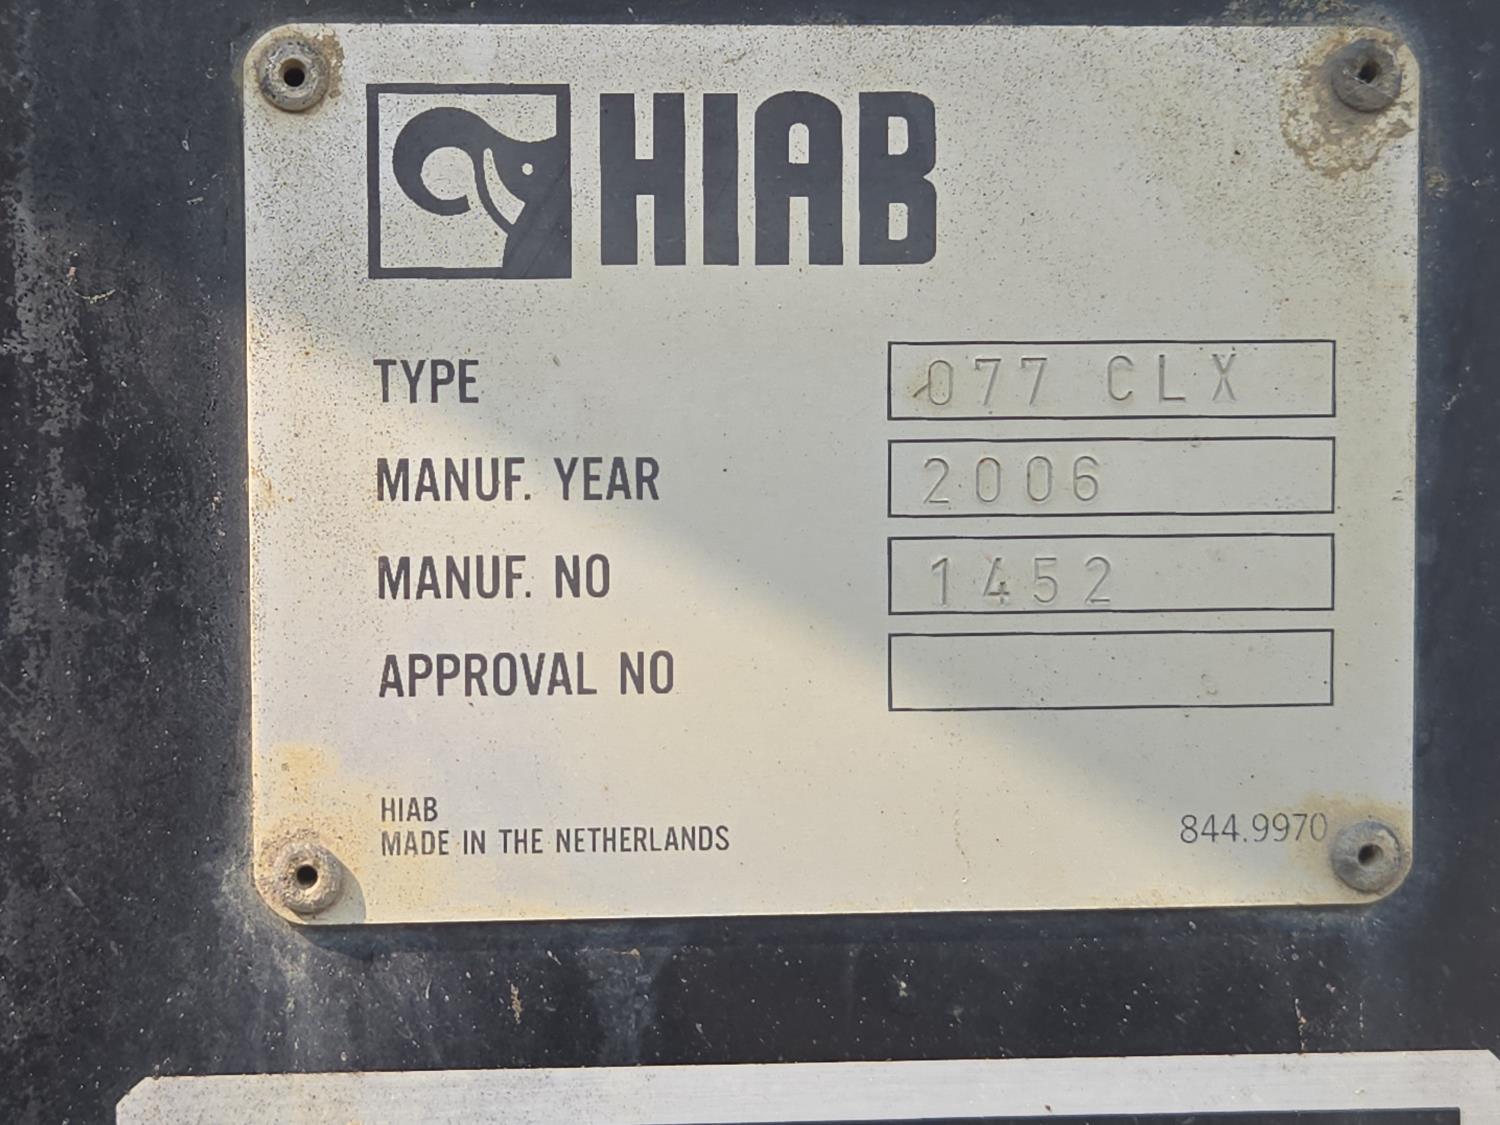 HIAB
TYPE 077 CLX
MANUF. YEAR 2006
MANUF. NO 1452
APPROVAL NO
HIAB
MADE IN THE NETHERLANDS
844.9970